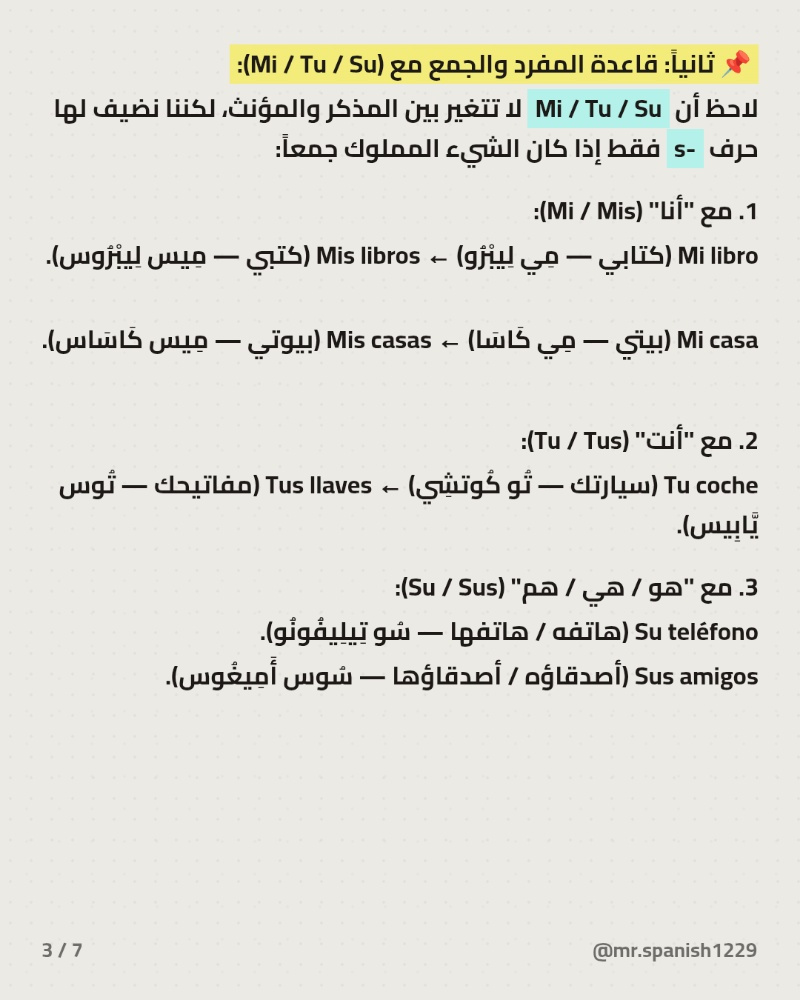 📌 ثانياً: قاعدة المفرد والجمع مع (Mi / Tu / Su):
لاحظ أن Mi / Tu / Su لا تتغير بين المذكر والمؤنث، لكننا نضيف لها
حرف -s فقط إذا كان الشيء المملوك جمعاً:
1. مع "أنا" (Mi / Mis):
Mi libro (كتابي — مِي لِيبْرُو) ← Mis libros (كتبي — مِيس لِيبْرُوس).
Mi casa (بيتي — مِي كَاسَا) ← Mis casas (بيوتي — مِيس كَاسَاس).
2. مع "أنت" (Tu / Tus):
Tu coche (سيارتك — تُو كُوتشِي) ← Tus llaves (مفاتيحك — تُوس
يَّابِيس).
3. مع "هو / هي / هم" (Su / Sus):
Su teléfono (هاتفه / هاتفها — سُو تِيلِيفُونُو).
Sus amigos (أصدقاؤه / أصدقاؤها — سُوس أَمِيغُوس).
3 / 7
@mr.spanish1229